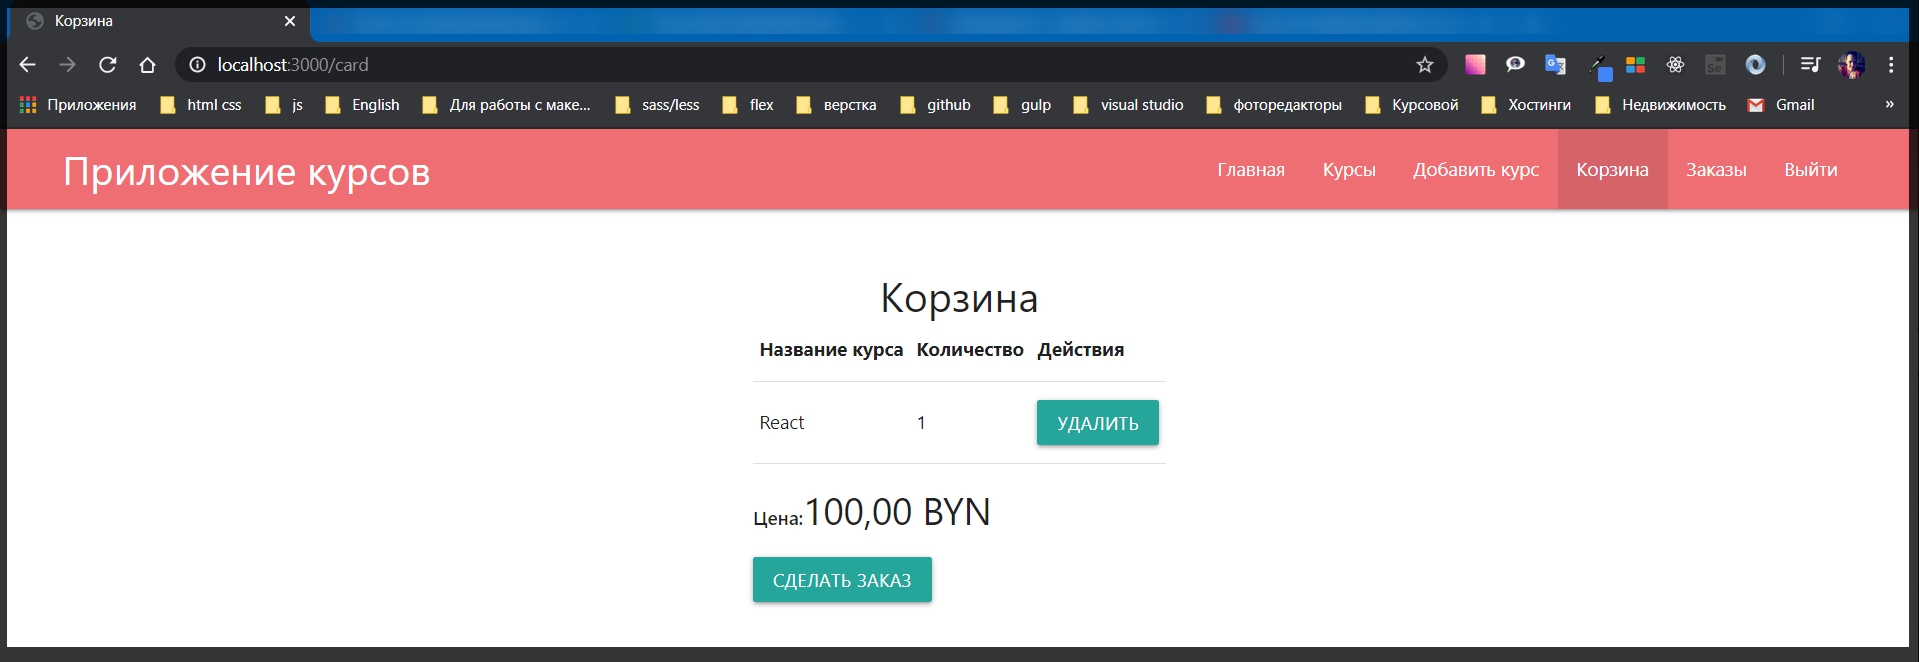 Корзина
localhost:3000/card
Приложения html css js English Для работы с маке... sass/less flex верстка github gulp visual studio фоторедакторы Курсовой Хостинги Недвижимость Gmail »
Приложение курсов Главная Курсы Добавить курс Корзина Заказы Выйти
Корзина
Название курса Количество Действия
React 1 УДАЛИТЬ
Цена:100,00 BYN
СДЕЛАТЬ ЗАКАЗ